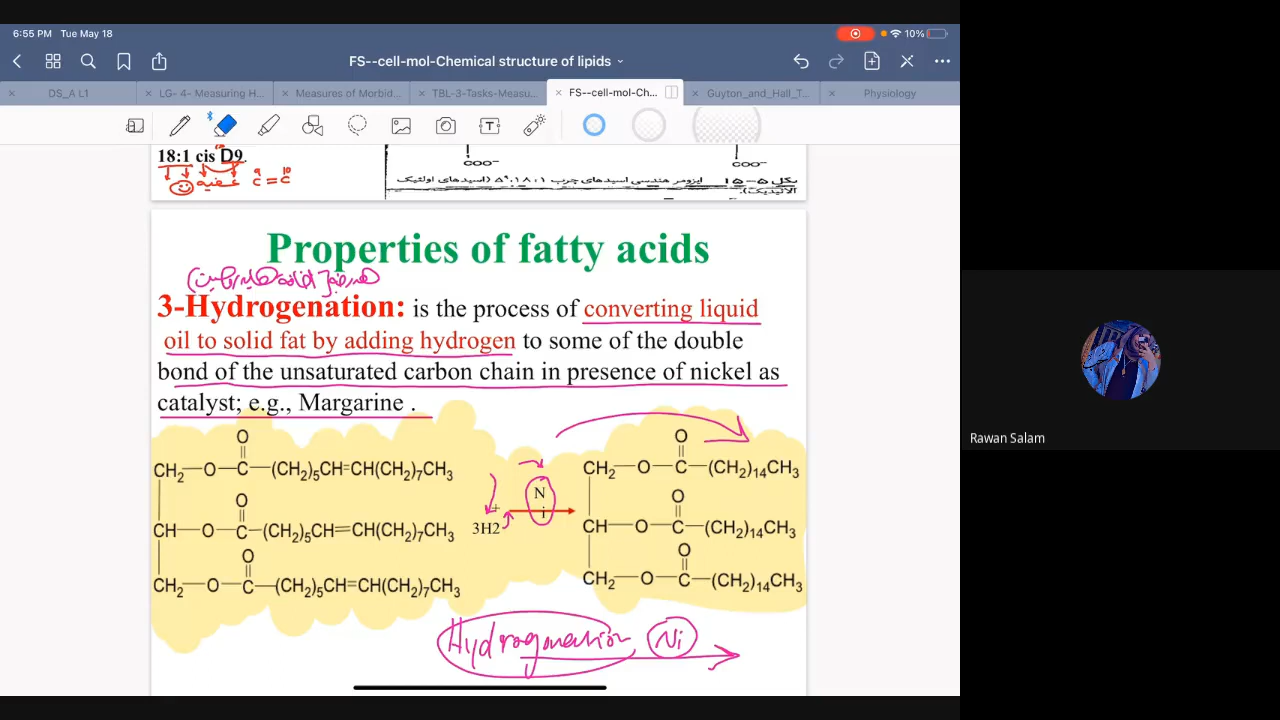 6:55 PM Tue May 18
10%
FS--cell-mol-Chemical structure of lipids
DS_A L1
LG- 4- Measuring H...
Measures of Morbid...
TBL-3-Tasks-Measu...
FS--cell-mol-Ch...
Guyton_and_Hall_T...
Physiology
18:1 cis D9.
C = C
9 10
COO⁻
COO⁻
Properties of fatty acids
3-Hydrogenation: is the process of converting liquid
oil to solid fat by adding hydrogen to some of the double
bond of the unsaturated carbon chain in presence of nickel as
catalyst; e.g., Margarine .
O
CH₂—O—C—(CH₂)₅CH=CH(CH₂)₇CH₃
O
CH—O—C—(CH₂)₅CH=CH(CH₂)₇CH₃
O
CH₂—O—C—(CH₂)₅CH=CH(CH₂)₇CH₃
+
3H2
N
i
O
CH₂—O—C—(CH₂)₁₄CH₃
O
CH—O—C—(CH₂)₁₄CH₃
O
CH₂—O—C—(CH₂)₁₄CH₃
Hydrogenation Ni
Rawan Salam